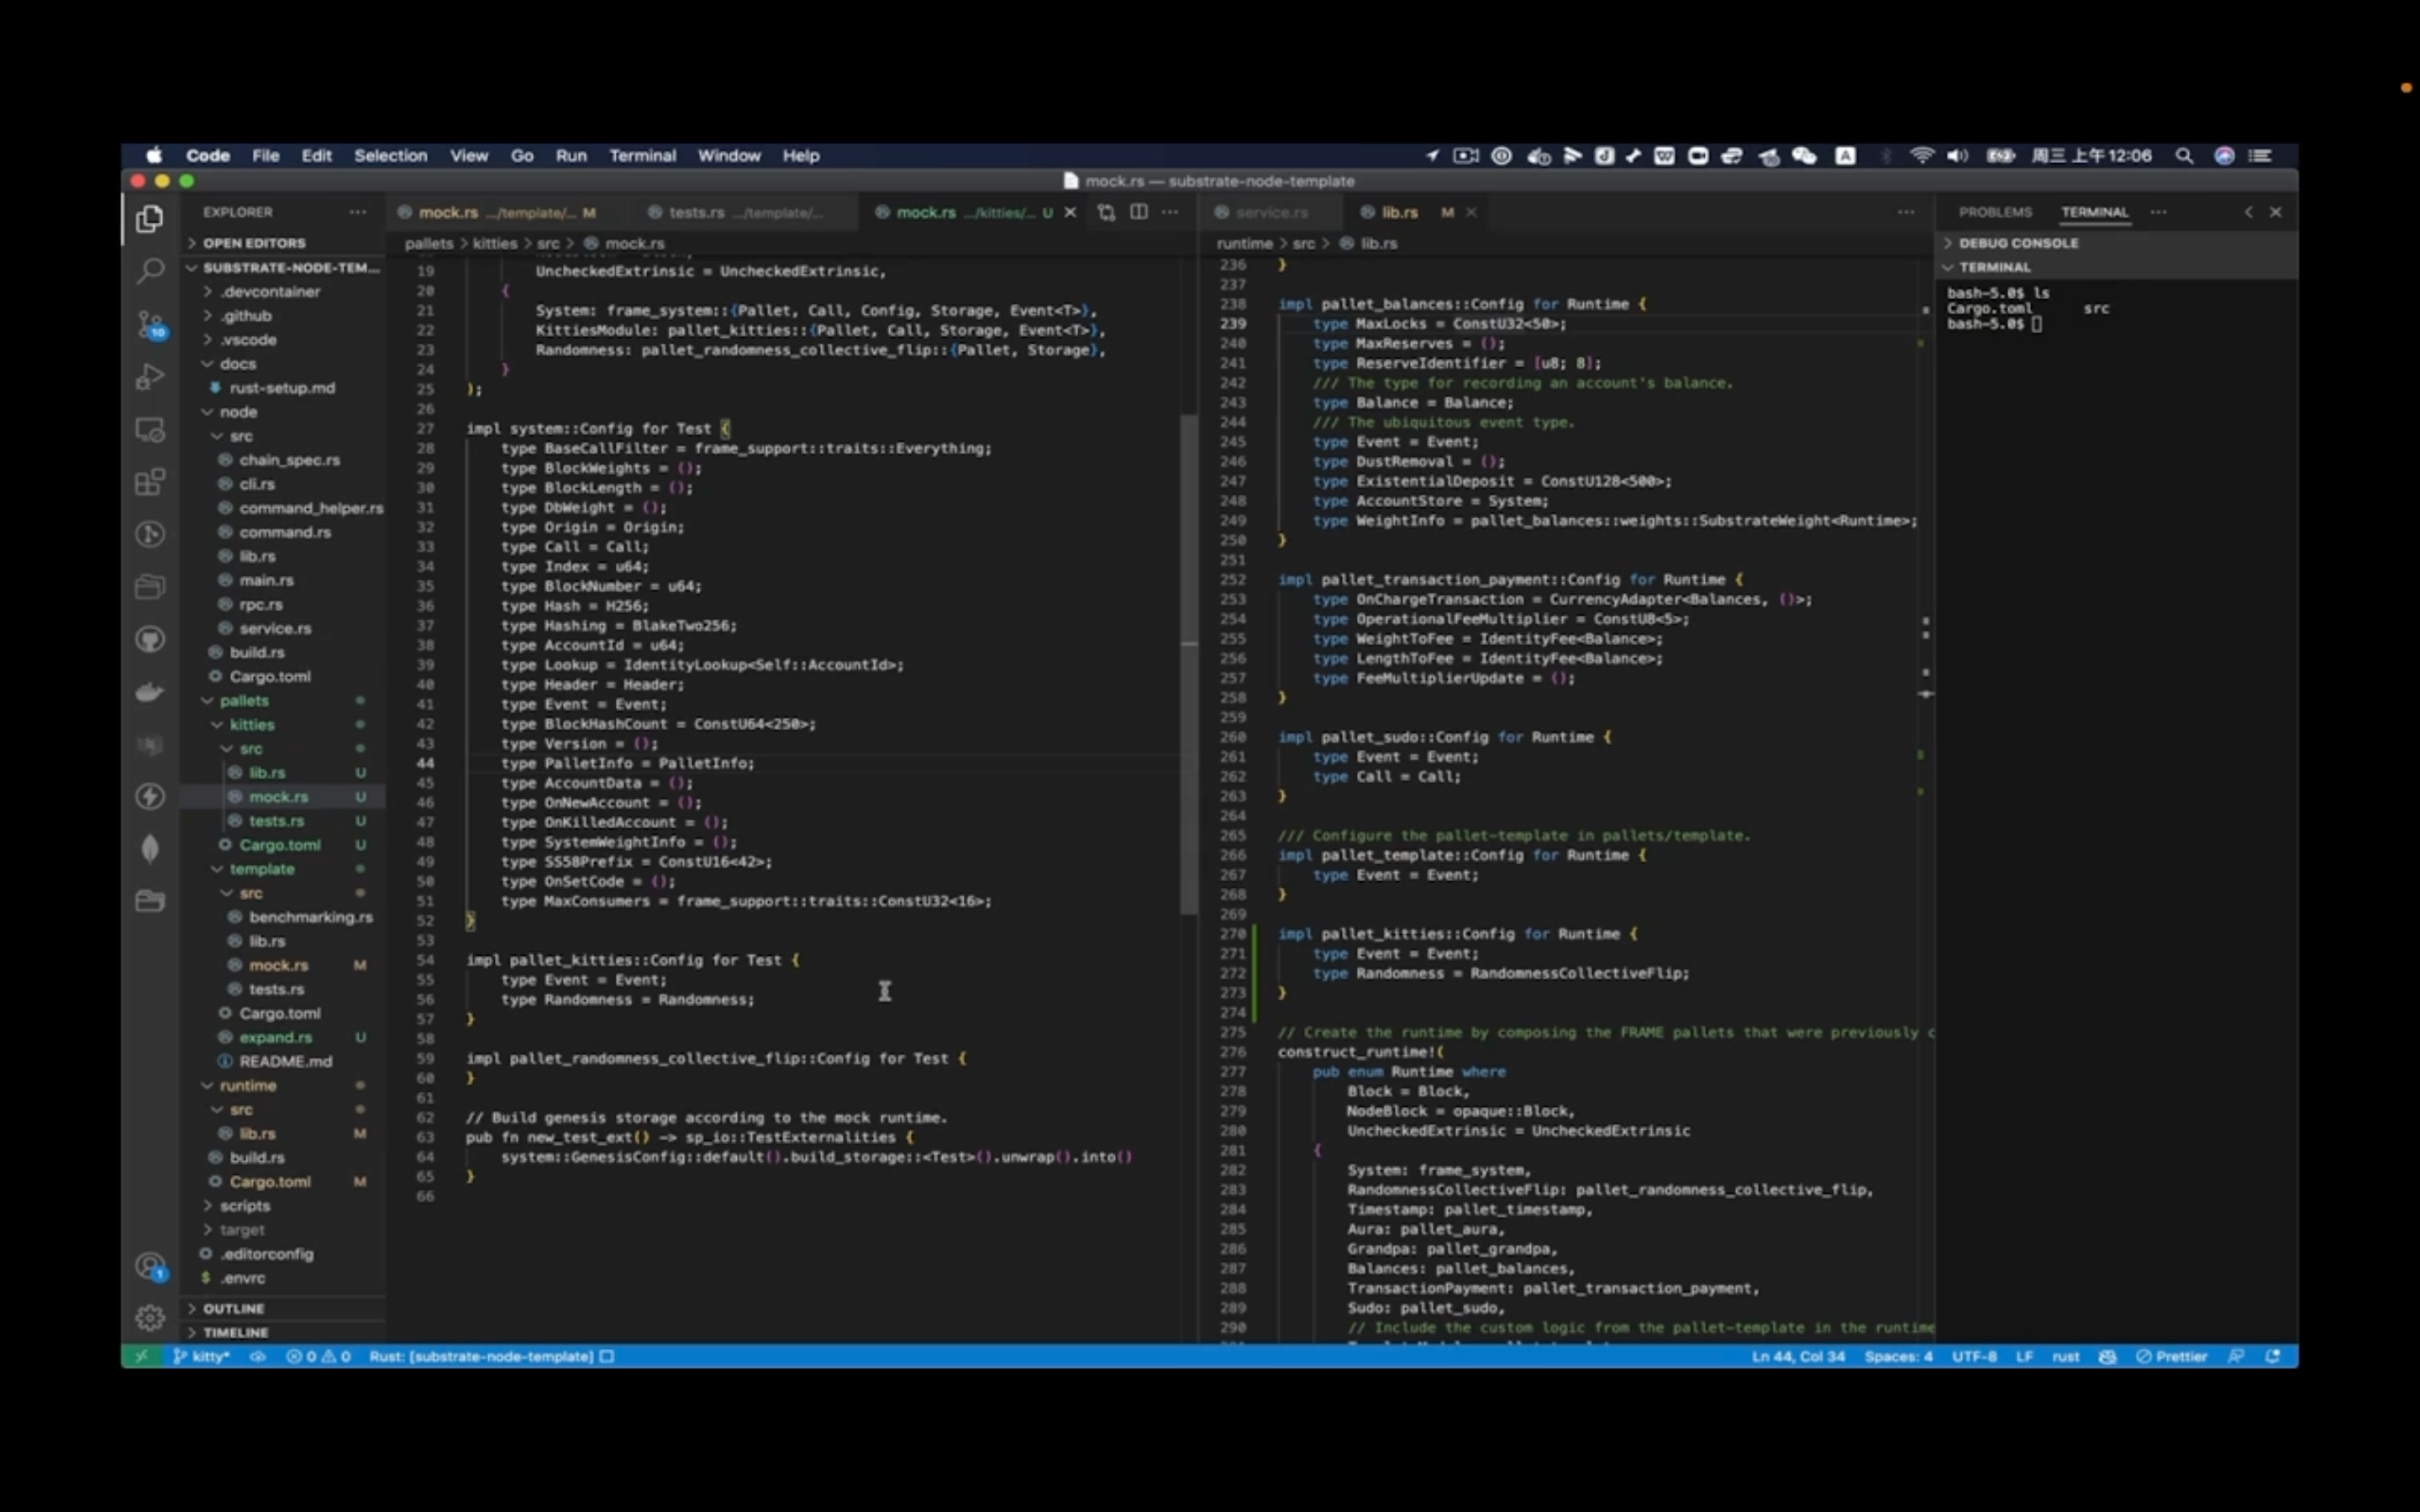 Code File Edit Selection View Go Run Terminal Window Help
周三 上午12:06
mock.rs — substrate-node-template
EXPLORER
OPEN EDITORS
SUBSTRATE-NODE-TEM...
.devcontainer
.github
.vscode
docs
rust-setup.md
node
src
chain_spec.rs
cli.rs
command_helper.rs
command.rs
lib.rs
main.rs
rpc.rs
service.rs
build.rs
Cargo.toml
pallets
kitties
src
lib.rs U
mock.rs U
tests.rs U
Cargo.toml U
template
src
benchmarking.rs
lib.rs
mock.rs M
tests.rs
Cargo.toml
expand.rs U
README.md
runtime
src
lib.rs M
build.rs
Cargo.toml M
scripts
target
.editorconfig
$ .envrc
OUTLINE
TIMELINE
mock.rs .../template/... M tests.rs .../template/... mock.rs .../kitties/... U
pallets > kitties > src > mock.rs
19 UncheckedExtrinsic = UncheckedExtrinsic,
20 {
21 System: frame_system::{Pallet, Call, Config, Storage, Event<T>},
22 KittiesModule: pallet_kitties::{Pallet, Call, Storage, Event<T>},
23 Randomness: pallet_randomness_collective_flip::{Pallet, Storage},
24 }
25 );
26
27 impl system::Config for Test {
28 type BaseCallFilter = frame_support::traits::Everything;
29 type BlockWeights = ();
30 type BlockLength = ();
31 type DbWeight = ();
32 type Origin = Origin;
33 type Call = Call;
34 type Index = u64;
35 type BlockNumber = u64;
36 type Hash = H256;
37 type Hashing = BlakeTwo256;
38 type AccountId = u64;
39 type Lookup = IdentityLookup<Self::AccountId>;
40 type Header = Header;
41 type Event = Event;
42 type BlockHashCount = ConstU64<250>;
43 type Version = ();
44 type PalletInfo = PalletInfo;
45 type AccountData = ();
46 type OnNewAccount = ();
47 type OnKilledAccount = ();
48 type SystemWeightInfo = ();
49 type SS58Prefix = ConstU16<42>;
50 type OnSetCode = ();
51 type MaxConsumers = frame_support::traits::ConstU32<16>;
52 }
53
54 impl pallet_kitties::Config for Test {
55 type Event = Event;
56 type Randomness = Randomness;
57 }
58
59 impl pallet_randomness_collective_flip::Config for Test {
60 }
61
62 // Build genesis storage according to the mock runtime.
63 pub fn new_test_ext() -> sp_io::TestExternalities {
64 system::GenesisConfig::default().build_storage::<Test>().unwrap().into()
65 }
66
service.rs lib.rs M
runtime > src > lib.rs
236 }
237
238 impl pallet_balances::Config for Runtime {
239 type MaxLocks = ConstU32<50>;
240 type MaxReserves = ();
241 type ReserveIdentifier = [u8; 8];
242 /// The type for recording an account's balance.
243 type Balance = Balance;
244 /// The ubiquitous event type.
245 type Event = Event;
246 type DustRemoval = ();
247 type ExistentialDeposit = ConstU128<500>;
248 type AccountStore = System;
249 type WeightInfo = pallet_balances::weights::SubstrateWeight<Runtime>;
250 }
251
252 impl pallet_transaction_payment::Config for Runtime {
253 type OnChargeTransaction = CurrencyAdapter<Balances, ()>;
254 type OperationalFeeMultiplier = ConstU8<5>;
255 type WeightToFee = IdentityFee<Balance>;
256 type LengthToFee = IdentityFee<Balance>;
257 type FeeMultiplierUpdate = ();
258 }
259
260 impl pallet_sudo::Config for Runtime {
261 type Event = Event;
262 type Call = Call;
263 }
264
265 /// Configure the pallet-template in pallets/template.
266 impl pallet_template::Config for Runtime {
267 type Event = Event;
268 }
269
270 impl pallet_kitties::Config for Runtime {
271 type Event = Event;
272 type Randomness = RandomnessCollectiveFlip;
273 }
274
275 // Create the runtime by composing the FRAME pallets that were previously c
276 construct_runtime!(
277 pub enum Runtime where
278 Block = Block,
279 NodeBlock = opaque::Block,
280 UncheckedExtrinsic = UncheckedExtrinsic
281 {
282 System: frame_system,
283 RandomnessCollectiveFlip: pallet_randomness_collective_flip,
284 Timestamp: pallet_timestamp,
285 Aura: pallet_aura,
286 Grandpa: pallet_grandpa,
287 Balances: pallet_balances,
288 TransactionPayment: pallet_transaction_payment,
289 Sudo: pallet_sudo,
290 // Include the custom logic from the pallet-template in the runtime
PROBLEMS TERMINAL
DEBUG CONSOLE
TERMINAL
bash-5.0$ ls
Cargo.toml src
bash-5.0$
kitty* 0 0 Rust: [substrate-node-template] Ln 44, Col 34 Spaces: 4 UTF-8 LF rust Prettier